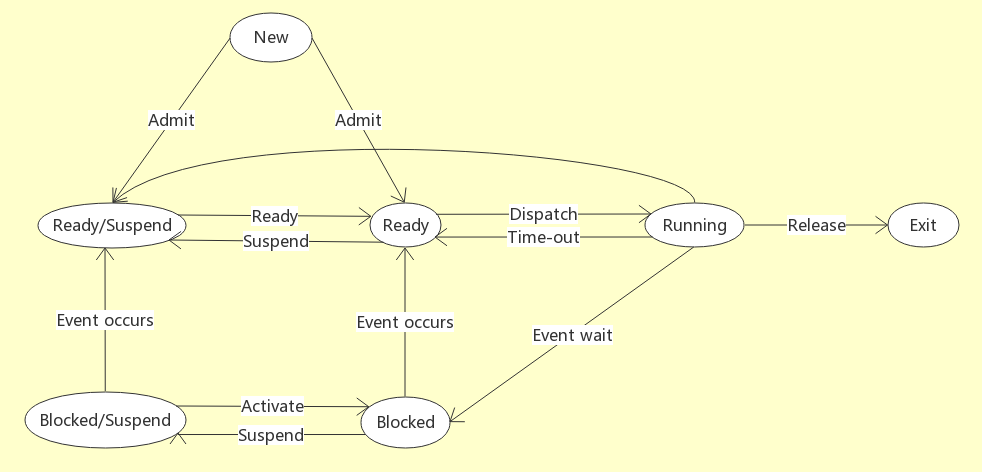 New
Admit
Admit
Ready/Suspend
Ready
Suspend
Ready
Dispatch
Time-out
Running
Release
Exit
Event occurs
Event occurs
Event wait
Blocked/Suspend
Activate
Suspend
Blocked